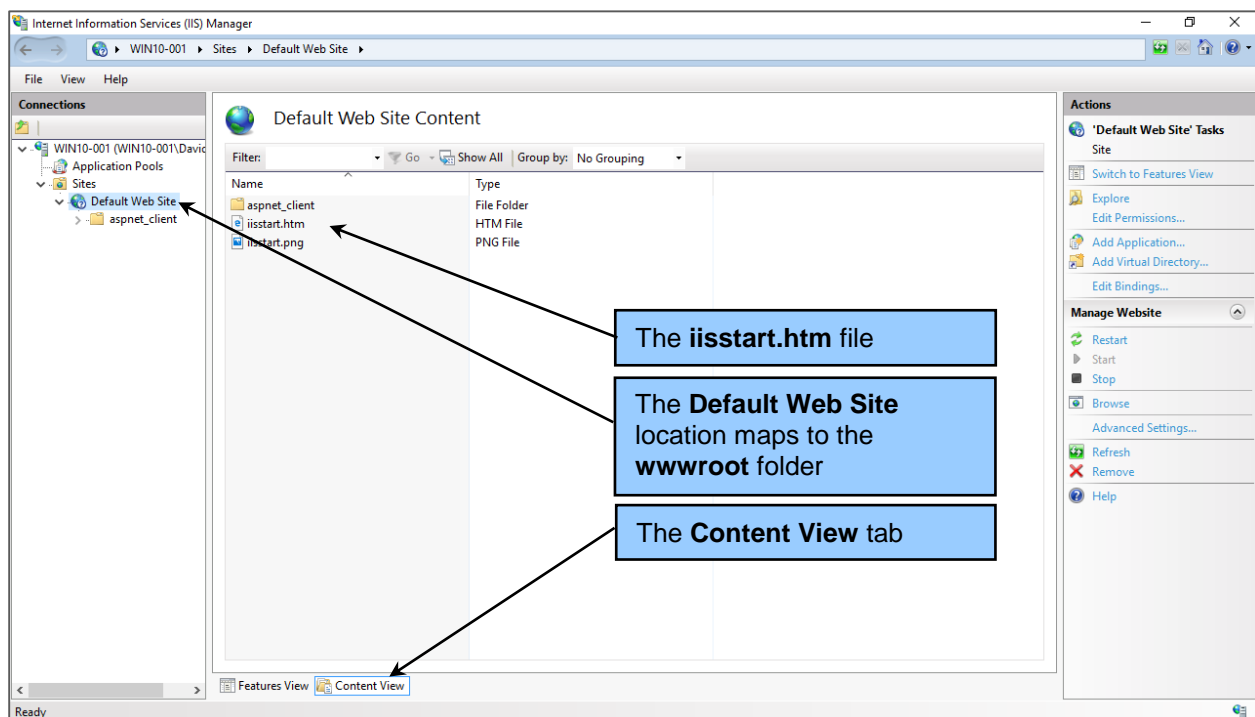 Internet Information Services (IIS) Manager
WIN10-001 Sites Default Web Site
File View Help
Connections
WIN10-001 (WIN10-001\David
Application Pools
Sites
Default Web Site
aspnet_client
Default Web Site Content
Filter: Go Show All Group by: No Grouping
Name Type
aspnet_client File Folder
iisstart.htm HTM File
iisstart.png PNG File
The iisstart.htm file
The Default Web Site
location maps to the
wwwroot folder
The Content View tab
Features View Content View
Actions
'Default Web Site' Tasks
Site
Switch to Features View
Explore
Edit Permissions...
Add Application...
Add Virtual Directory...
Edit Bindings...
Manage Website
Restart
Start
Stop
Browse
Advanced Settings...
Refresh
Remove
Help
Ready